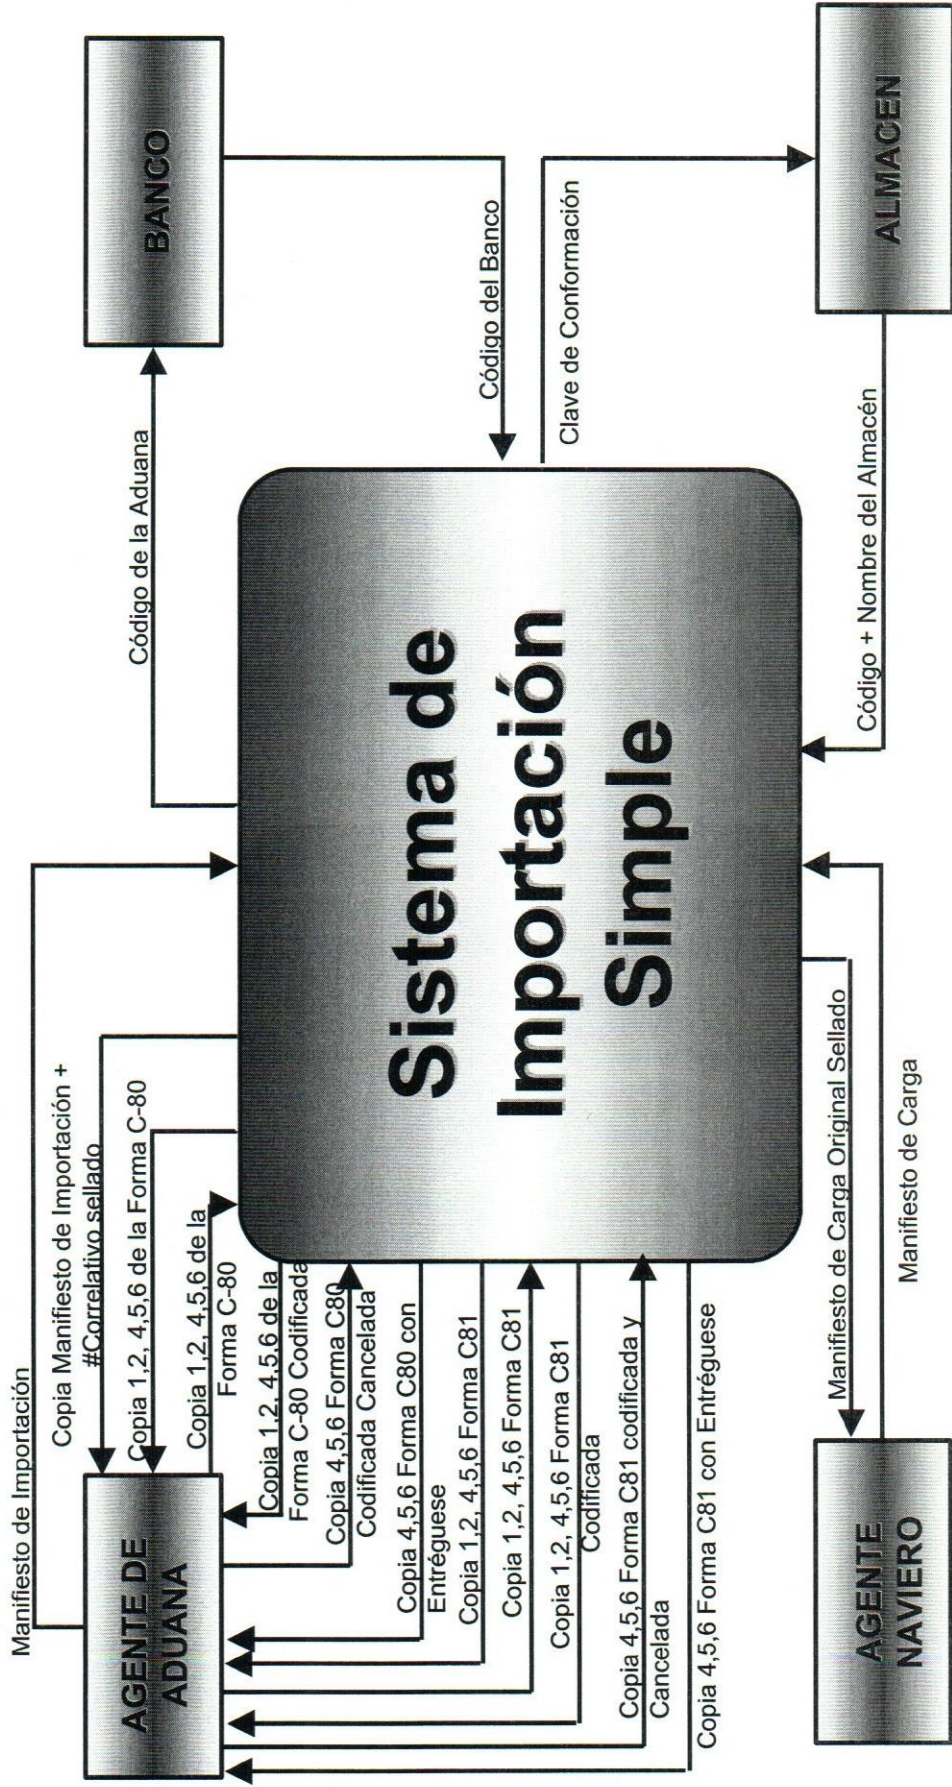 Manifiesto de Importación
Copia Manifiesto de Importación +
#Correlativo sellado
Copia 1,2, 4,5,6 de la Forma C-80
Copia 1,2, 4,5,6 de la
Forma C-80
Código de la Aduana
AGENTE DE
ADUANA
BANCO
Copia 1,2, 4,5,6 de la
Forma C-80 Codificada
Copia 4,5,6 Forma C80
Codificada Cancelada
Copia 4,5,6 Forma C80 con
Entréguese
Copia 1,2, 4,5,6 Forma C81
Copia 1,2, 4,5,6 Forma C81
Copia 1,2, 4,5,6 Forma C81
Codificada
Copia 4,5,6 Forma C81 codificada y
Cancelada
Copia 4,5,6 Forma C81 con Entréguese
Sistema de
Importación
Simple
Código del Banco
Clave de Conformación
Manifiesto de Carga Original Sellado
Manifiesto de Carga
Código + Nombre del Almacén
AGENTE
NAVIERO
ALMACEN